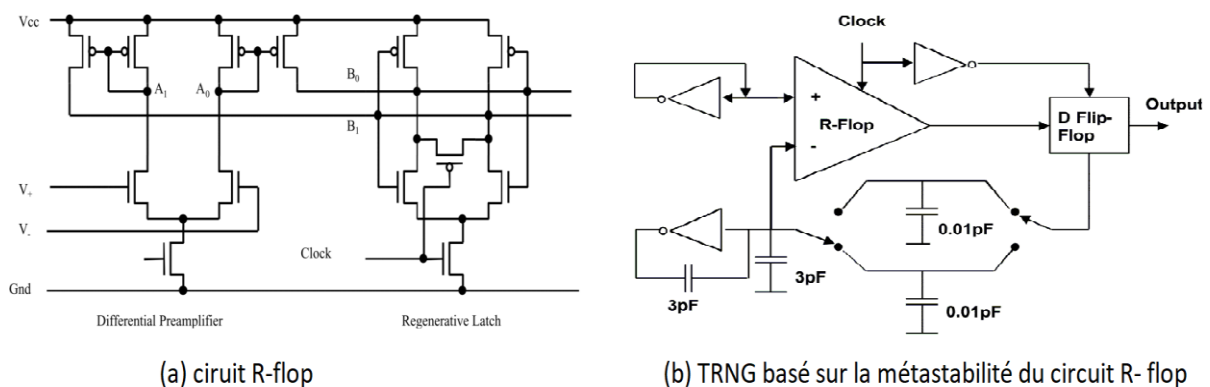 Vcc
A₁
A₀
B₀
B₁
V₊
V₋
Clock
Gnd
Differential Preamplifier
Regenerative Latch
(a) ciruit R-flop
Clock
+
R-Flop
-
D Flip-
Flop
Output
0.01pF
3pF
3pF
0.01pF
(b) TRNG basé sur la métastabilité du circuit R- flop